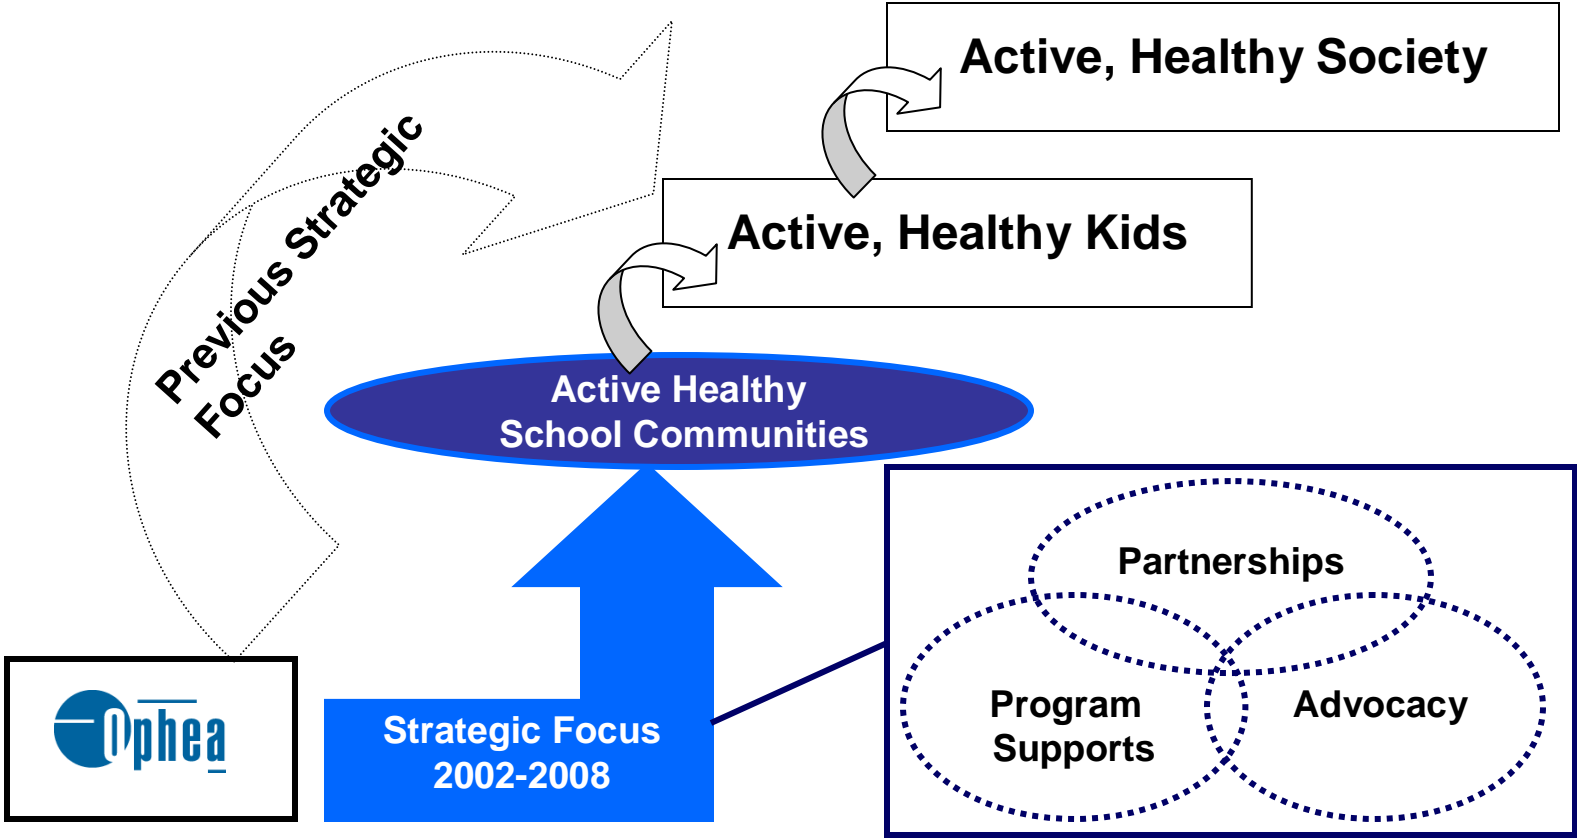 Active, Healthy Society
Active, Healthy Kids
Previous Strategic
Focus
Active Healthy
School Communities
Partnerships
Program
Supports
Advocacy
Ophea
Strategic Focus
2002-2008